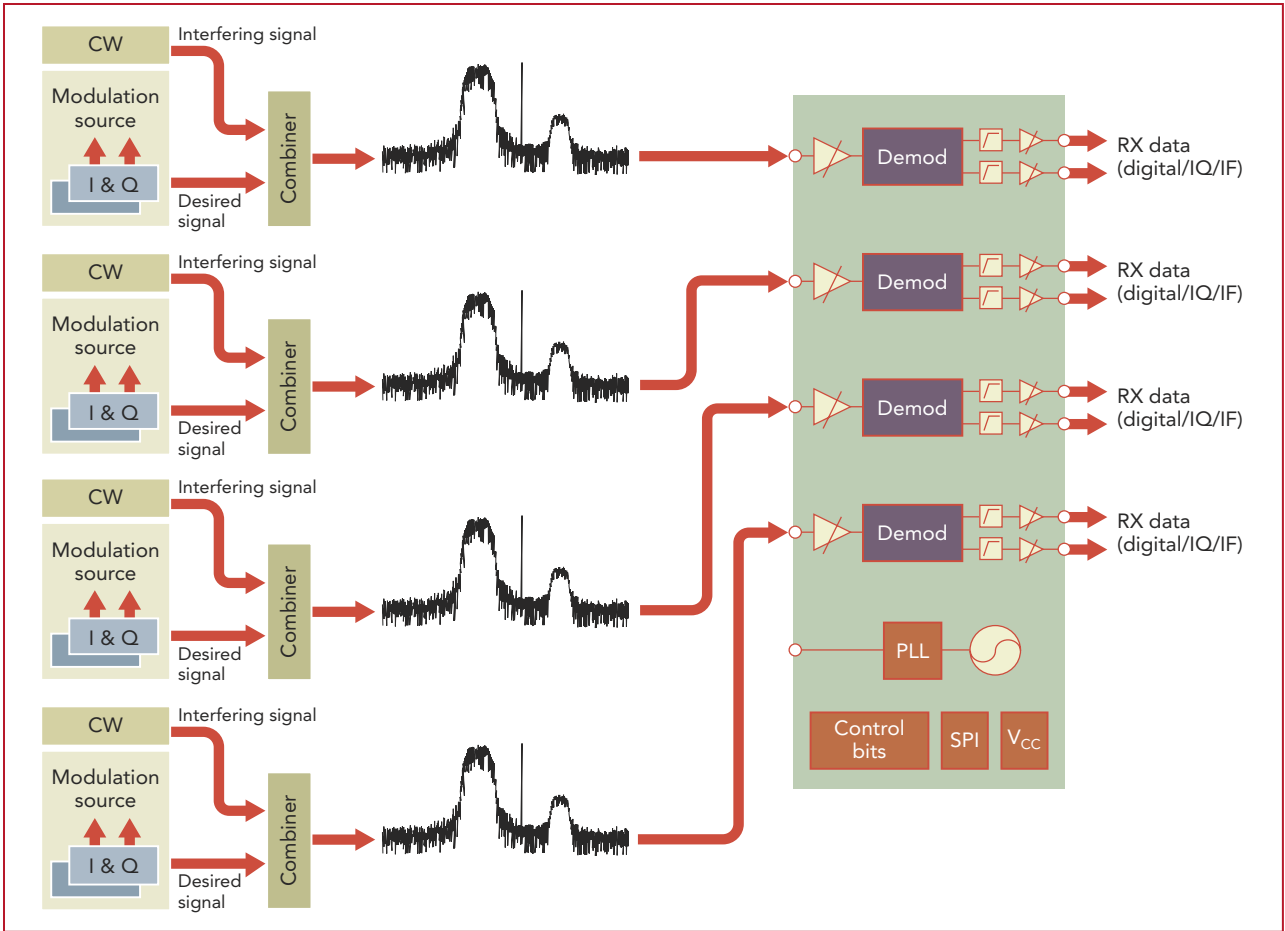 CW
Interfering signal
Modulation
source
I & Q
Desired
signal
Combiner
Demod
RX data
(digital/IQ/IF)
CW
Interfering signal
Modulation
source
I & Q
Desired
signal
Combiner
Demod
RX data
(digital/IQ/IF)
CW
Interfering signal
Modulation
source
I & Q
Desired
signal
Combiner
Demod
RX data
(digital/IQ/IF)
CW
Interfering signal
Modulation
source
I & Q
Desired
signal
Combiner
Demod
RX data
(digital/IQ/IF)
PLL
Control
bits
SPI
VCC